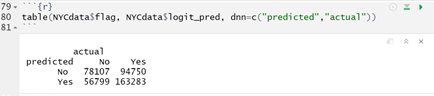 79 ```{r}
80 table(NYCdata$flag, NYCdata$logit_pred, dnn=c("predicted","actual"))
81 ```
actual
predicted No Yes
No 78107 94750
Yes 56799 163283